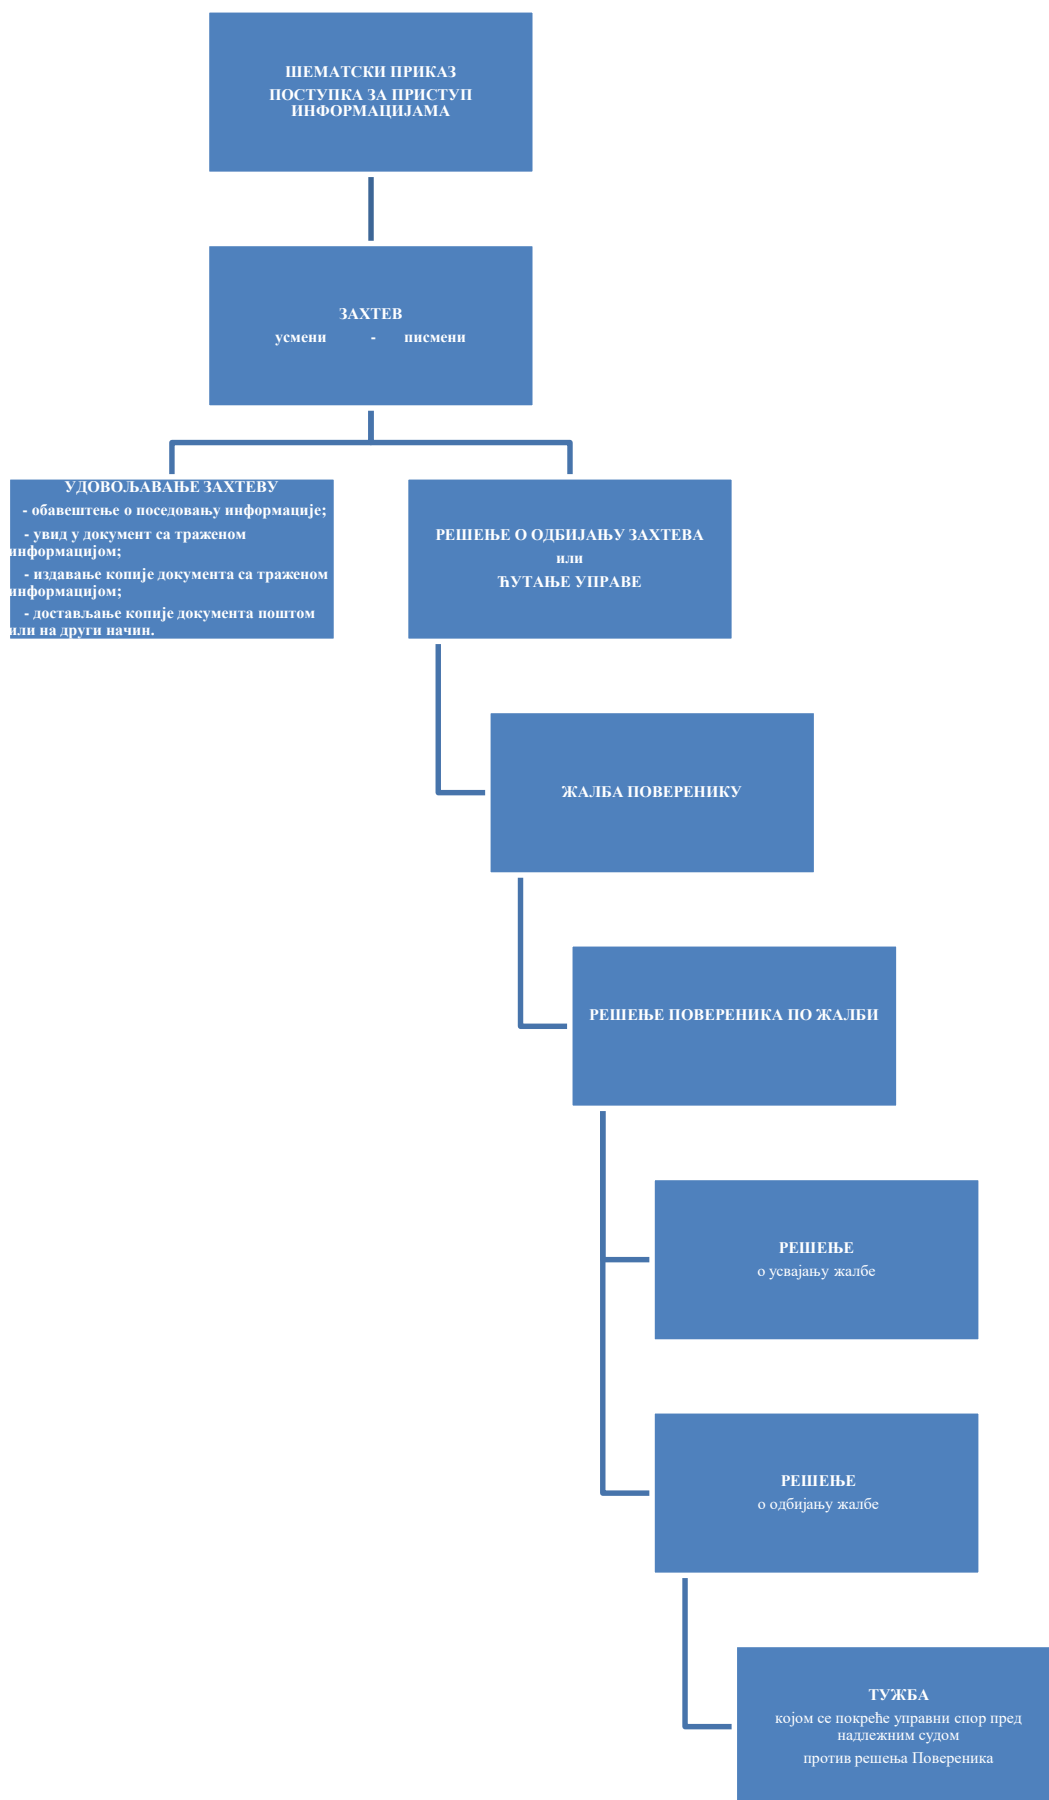 ШЕМАТСКИ ПРИКАЗ
ПОСТУПКА ЗА ПРИСТУП
ИНФОРМАЦИЈАМА
ЗАХТЕВ
усмени - писмени
УДОВОЉАВАЊЕ ЗАХТЕВУ
- обавештење о поседовању информације;
- увид у документ са траженом
информацијом;
- издавање копије документа са траженом
информацијом;
- достављање копије документа поштом
или на други начин.
РЕШЕЊЕ О ОДБИЈАЊУ ЗАХТЕВА
или
ЋУТАЊЕ УПРАВЕ
ЖАЛБА ПОВЕРЕНИКУ
РЕШЕЊЕ ПОВЕРЕНИКА ПО ЖАЛБИ
РЕШЕЊЕ
о усвајању жалбе
РЕШЕЊЕ
о одбијању жалбе
ТУЖБА
којом се покреће управни спор пред
надлежним судом
против решења Повереника